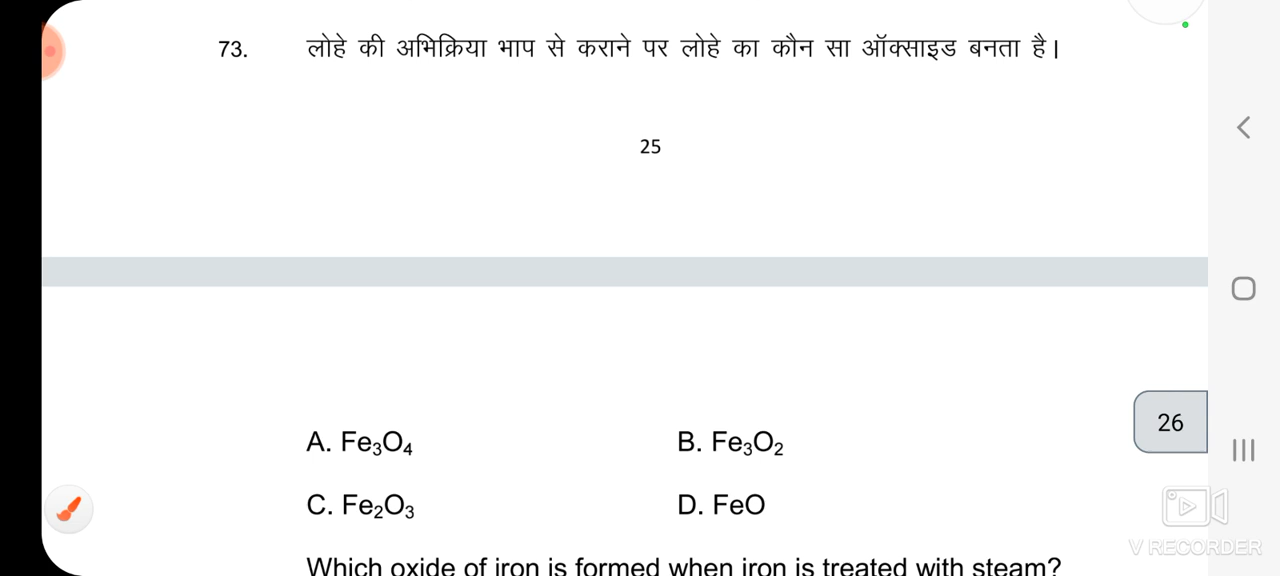 73. लोहे की अभिक्रिया भाप से कराने पर लोहे का कौन सा ऑक्साइड बनता है।
25
26
A. Fe₃O₄ B. Fe₃O₂
C. Fe₂O₃ D. FeO
Which oxide of iron is formed when iron is treated with steam?
V RECORDER